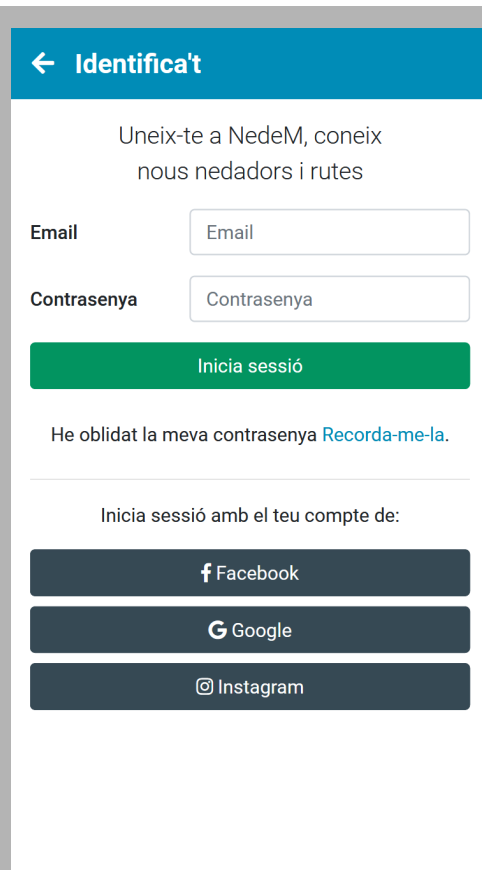 Identifica't
Uneix-te a NedeM, coneix
nous nedadors i rutes
Email
Email
Contrasenya
Contrasenya
Inicia sessió
He oblidat la meva contrasenya Recorda-me-la.
Inicia sessió amb el teu compte de:
Facebook
Google
Instagram